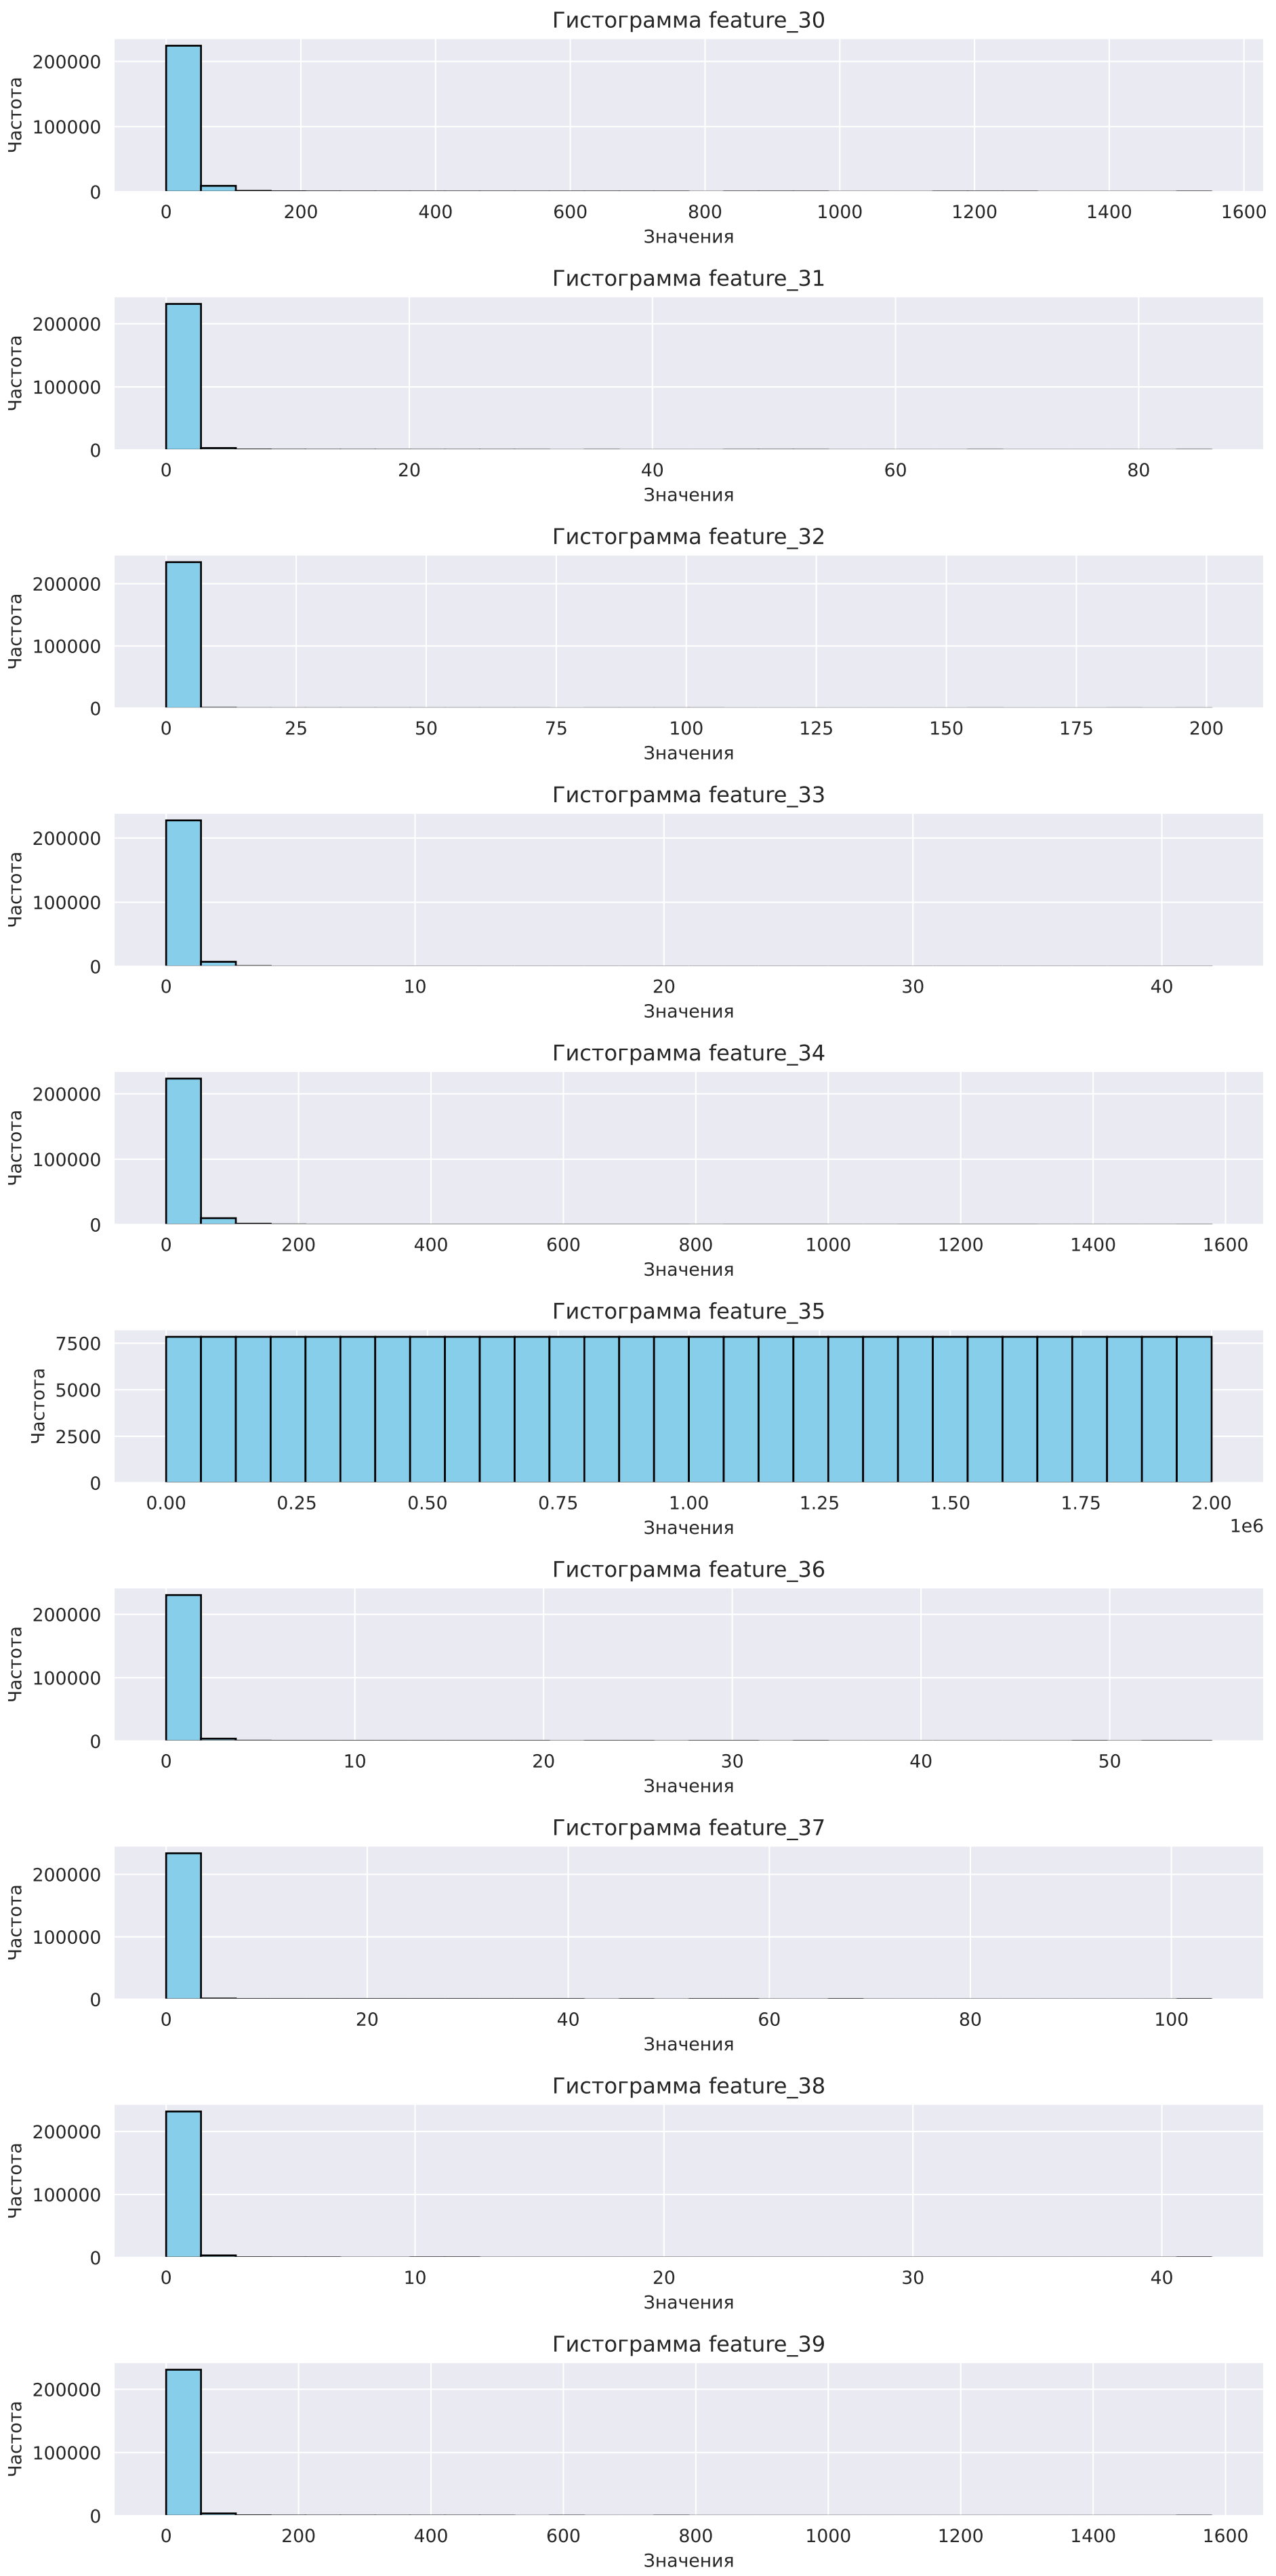 Гистограмма feature_30
Частота
200000
100000
0
0 200 400 600 800 1000 1200 1400 1600
Значения
Гистограмма feature_31
Частота
200000
100000
0
0 20 40 60 80
Значения
Гистограмма feature_32
Частота
200000
100000
0
0 25 50 75 100 125 150 175 200
Значения
Гистограмма feature_33
Частота
200000
100000
0
0 10 20 30 40
Значения
Гистограмма feature_34
Частота
200000
100000
0
0 200 400 600 800 1000 1200 1400 1600
Значения
Гистограмма feature_35
Частота
7500
5000
2500
0
0.00 0.25 0.50 0.75 1.00 1.25 1.50 1.75 2.00
1e6
Значения
Гистограмма feature_36
Частота
200000
100000
0
0 10 20 30 40 50
Значения
Гистограмма feature_37
Частота
200000
100000
0
0 20 40 60 80 100
Значения
Гистограмма feature_38
Частота
200000
100000
0
0 10 20 30 40
Значения
Гистограмма feature_39
Частота
200000
100000
0
0 200 400 600 800 1000 1200 1400 1600
Значения